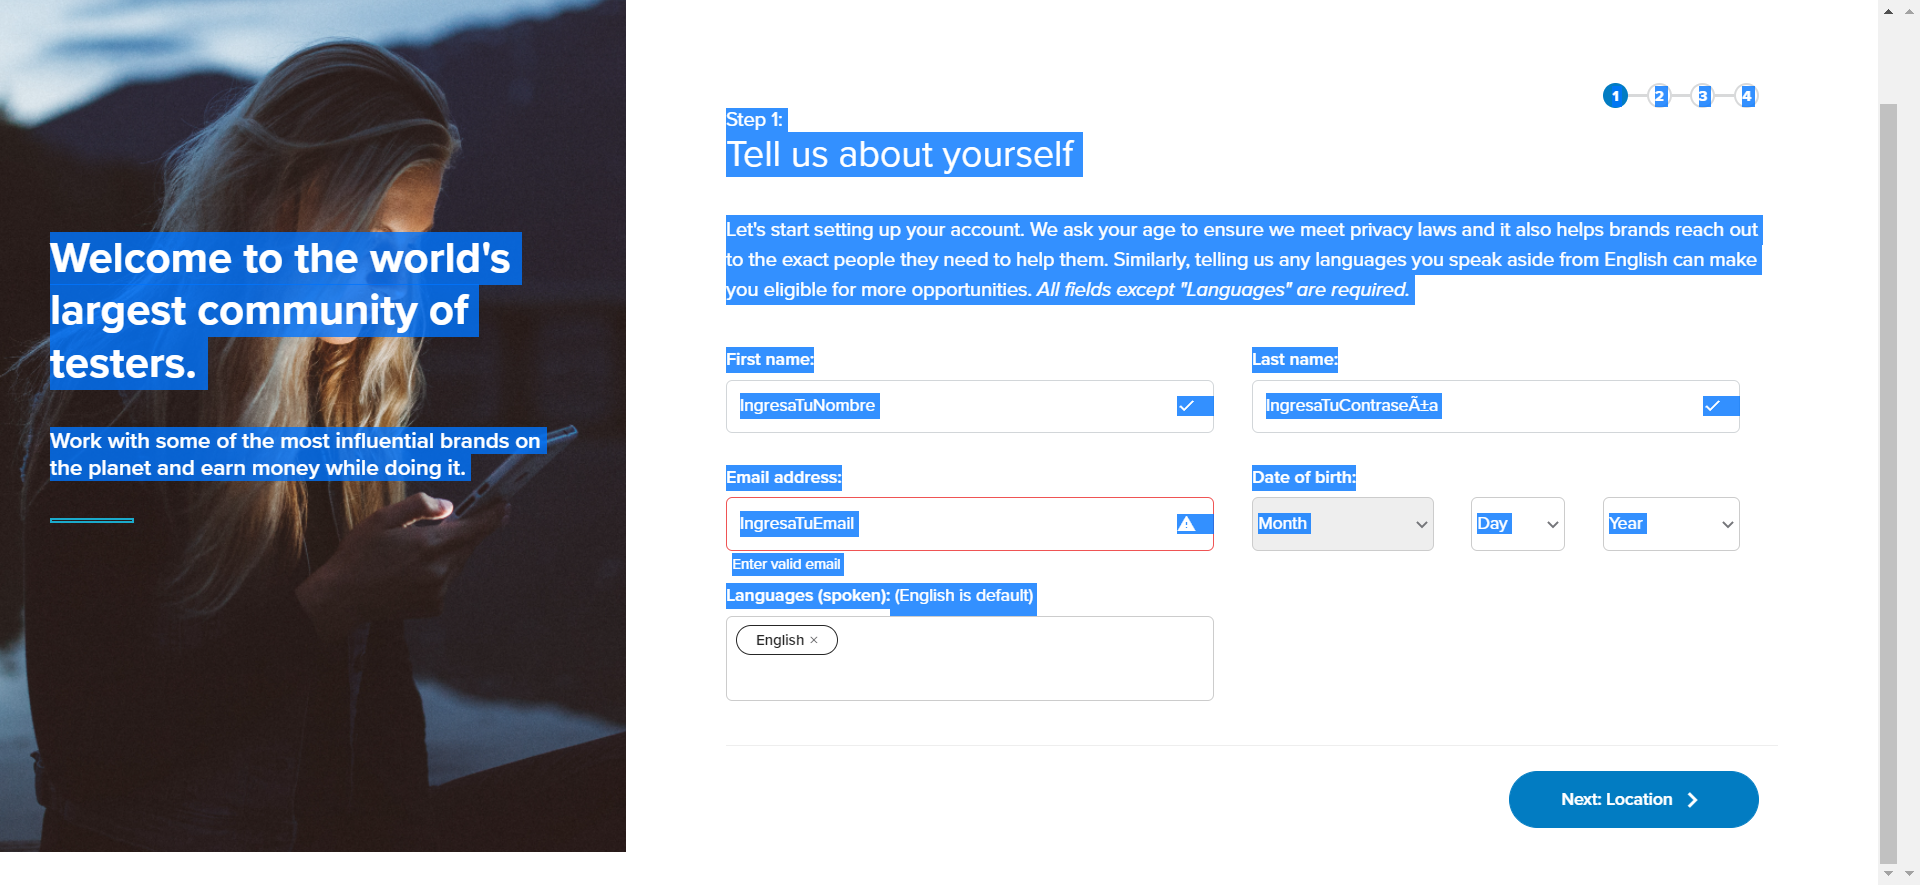 Welcome to the world's
largest community of
testers.
Work with some of the most influential brands on
the planet and earn money while doing it.
1 2 3 4
Step 1:
Tell us about yourself
Let's start setting up your account. We ask your age to ensure we meet privacy laws and it also helps brands reach out
to the exact people they need to help them. Similarly, telling us any languages you speak aside from English can make
you eligible for more opportunities. All fields except "Languages" are required.
First name: Last name:
IngresaTuNombre IngresaTuContraseÃ±a
Email address: Date of birth:
IngresaTuEmail Month Day Year
Enter valid email
Languages (spoken): (English is default)
English ×
Next: Location